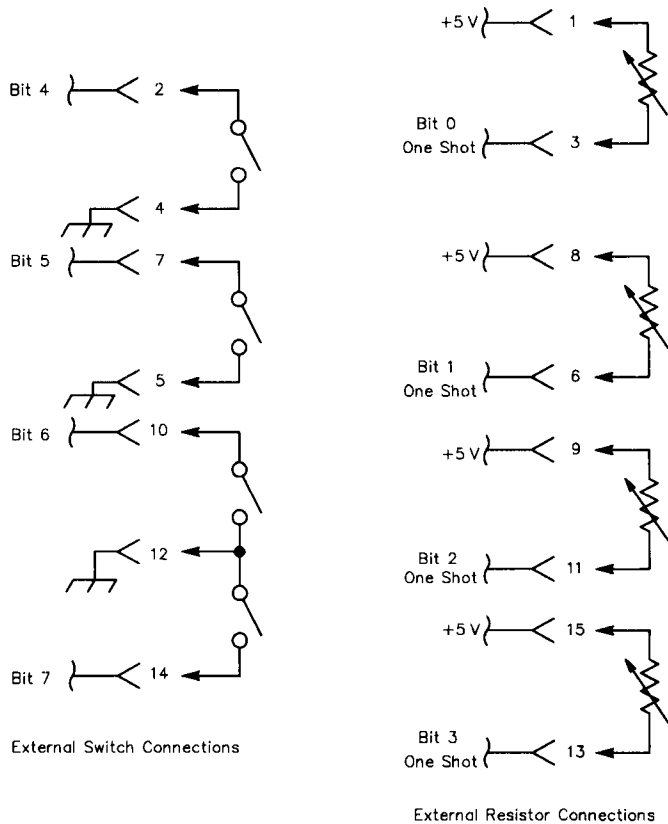 Bit 4 2
4
Bit 5 7
5
Bit 6 10
12
Bit 7 14
External Switch Connections
+5 V 1
Bit 0
One Shot 3
+5 V 8
Bit 1
One Shot 6
+5 V 9
Bit 2
One Shot 11
+5 V 15
Bit 3
One Shot 13
External Resistor Connections